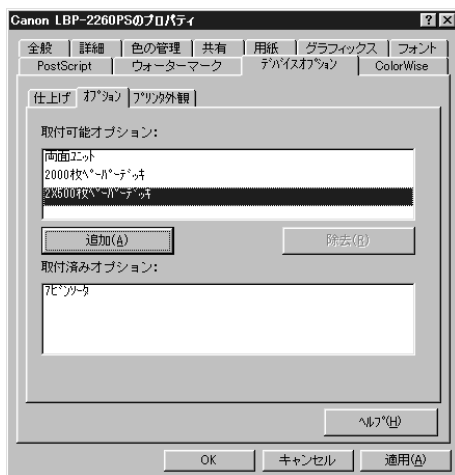 Canon LBP-2260PSのプロパティ
全般 詳細 色の管理 共有 用紙 グラフィックス フォント
PostScript ウォーターマーク ﾃﾞﾊﾞｲｽｵﾌﾟｼｮﾝ ColorWise
仕上げ ｵﾌﾟｼｮﾝ ﾌﾟﾘﾝﾀ外観
取付可能オプション:
両面ﾕﾆｯﾄ
2000枚ﾍﾟｰﾊﾟｰﾃﾞｯｷ
2X500枚ﾍﾟｰﾊﾟｰﾃﾞｯｷ
追加(A) 除去(R)
取付済みオプション:
7ﾋﾞﾝｿｰﾀ
ﾍﾙﾌﾟ(H)
OK キャンセル 適用(A)